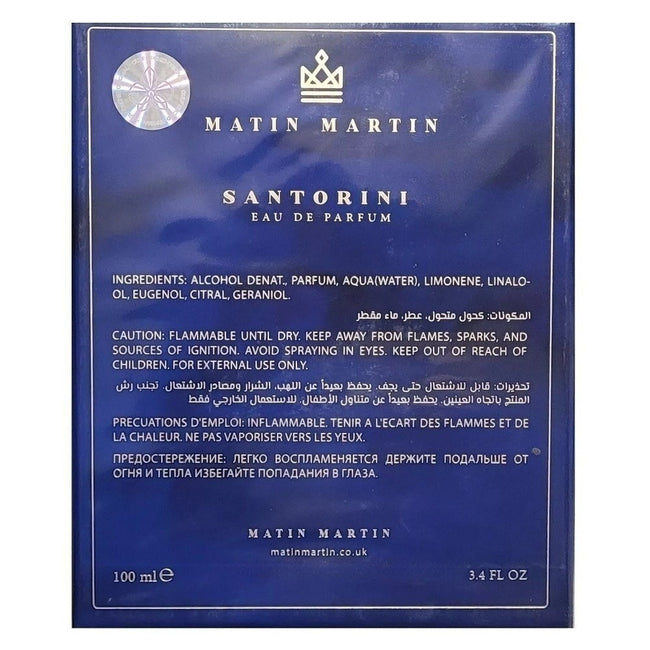 MATIN MARTIN
SANTORINI
EAU DE PARFUM
INGREDIENTS: ALCOHOL DENAT., PARFUM, AQUA(WATER), LIMONENE, LINALO-
OL, EUGENOL, CITRAL, GERANIOL.
المكونات: كحول متحول، عطر، ماء مقطر
CAUTION: FLAMMABLE UNTIL DRY. KEEP AWAY FROM FLAMES, SPARKS, AND
SOURCES OF IGNITION. AVOID SPRAYING IN EYES. KEEP OUT OF REACH OF
CHILDREN. FOR EXTERNAL USE ONLY.
تحذيرات: قابل للاشتعال حتى يجف. يحفظ بعيداً عن اللهب، الشرار ومصادر الاشتعال. تجنب رش
المنتج باتجاه العينين. يحفظ بعيداً عن متناول الأطفال. للاستعمال الخارجي فقط
PRECUATIONS D'EMPLOI: INFLAMMABLE. TENIR A L'ECART DES FLAMMES ET DE
LA CHALEUR. NE PAS VAPORISER VERS LES YEUX.
ПРЕДОСТЕРЕЖЕНИЕ: ЛЕГКО ВОСПЛАМЕНЯЕТСЯ ДЕРЖИТЕ ПОДАЛЬШЕ ОТ
ОГНЯ И ТЕПЛА ИЗБЕГАЙТЕ ПОПАДАНИЯ В ГЛАЗА.
MATIN MARTIN
matinmartin.co.uk
100 ml ℮
3.4 FL OZ